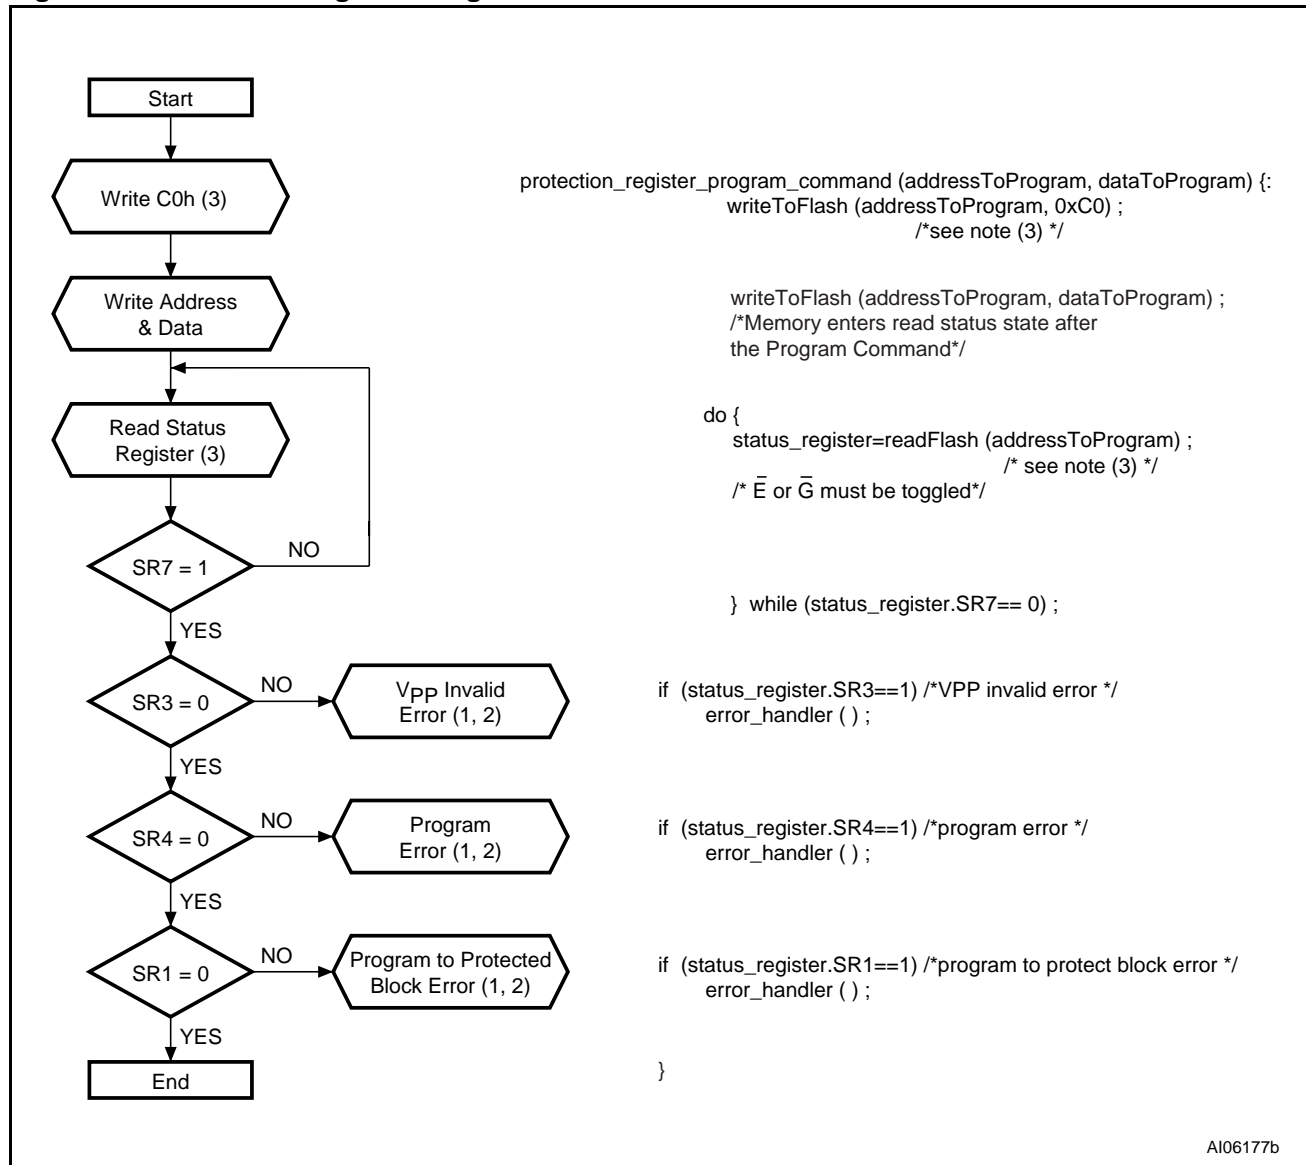 Start
Write C0h (3)
Write Address
& Data
Read Status
Register (3)
SR7 = 1
NO
YES
SR3 = 0
NO
VPP Invalid
Error (1, 2)
YES
SR4 = 0
NO
Program
Error (1, 2)
YES
SR1 = 0
NO
Program to Protected
Block Error (1, 2)
YES
End
protection_register_program_command (addressToProgram, dataToProgram) {:
writeToFlash (addressToProgram, 0xC0) ;
/*see note (3) */
writeToFlash (addressToProgram, dataToProgram) ;
/*Memory enters read status state after
the Program Command*/
do {
status_register=readFlash (addressToProgram) ;
/* see note (3) */
/* E̅ or G̅ must be toggled*/
} while (status_register.SR7== 0) ;
if (status_register.SR3==1) /*VPP invalid error */
error_handler ( ) ;
if (status_register.SR4==1) /*program error */
error_handler ( ) ;
if (status_register.SR1==1) /*program to protect block error */
error_handler ( ) ;
}
AI06177b